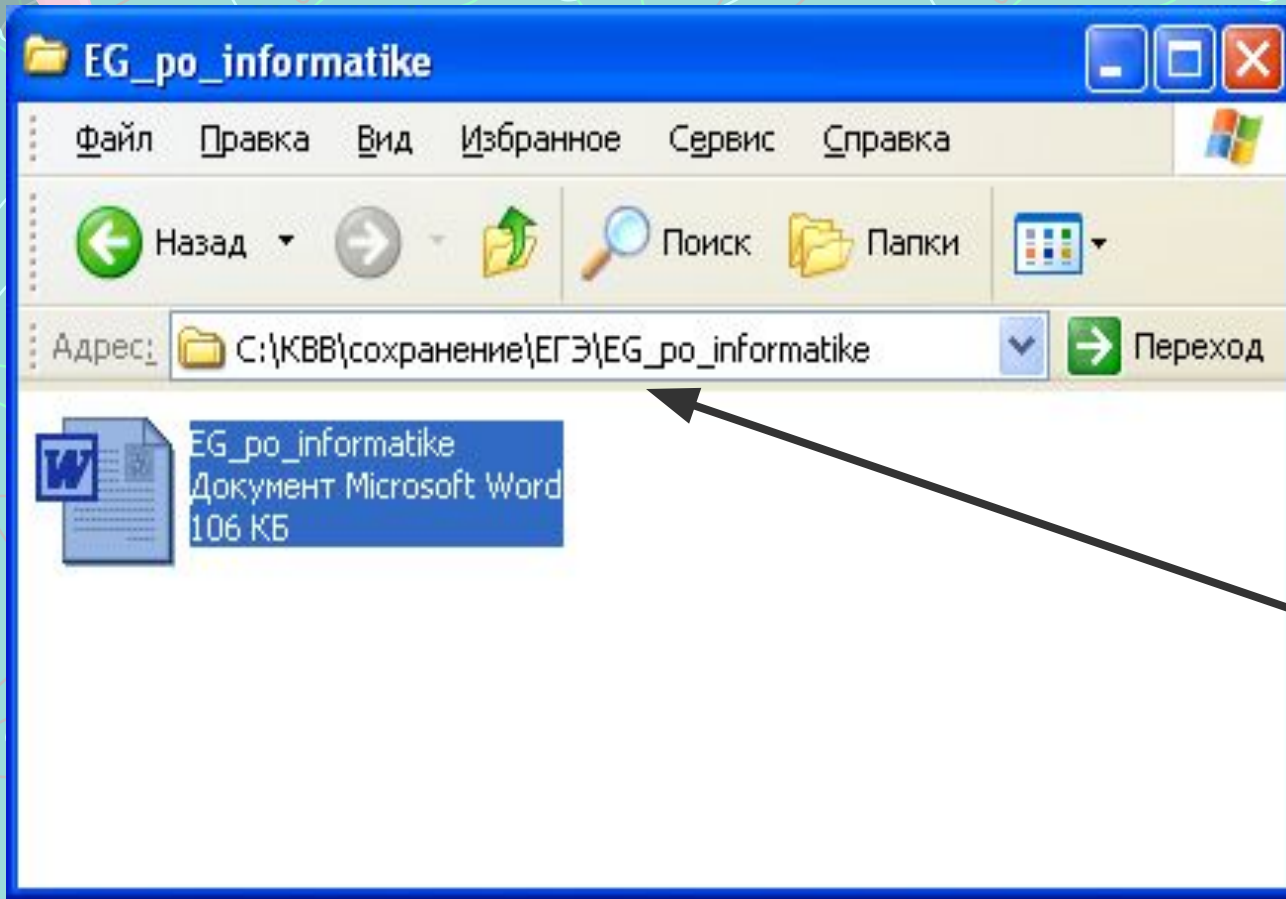 EG_po_informatike
Файл Правка Вид Избранное Сервис Справка
Назад Поиск Папки
Адрес: C:\КВВ\сохранение\ЕГЭ\EG_po_informatike Переход
W EG_po_informatike
Документ Microsoft Word
106 КБ